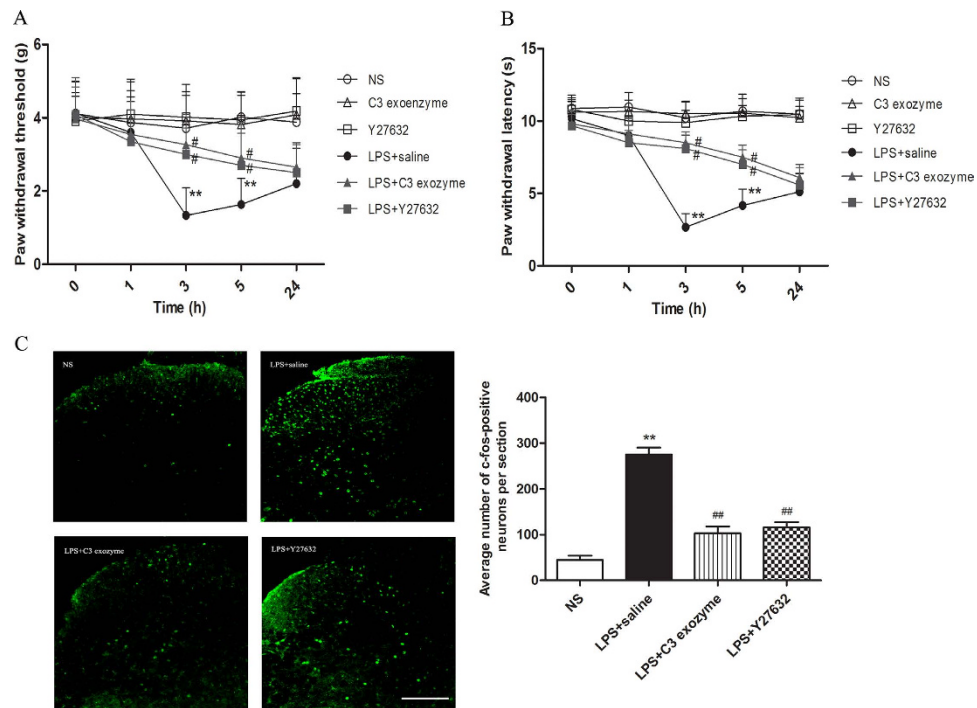 A
Paw withdrawal threshold (g)
6
4
2
0
0
1
3
5
24
Time (h)
**
**
#
#
#
#
NS
C3 exoenzyme
Y27632
LPS+saline
LPS+C3 exozyme
LPS+Y27632
B
Paw withdrawal latency (s)
15
10
5
0
0
1
3
5
24
Time (h)
**
**
#
#
#
#
NS
C3 exozyme
Y27632
LPS+saline
LPS+C3 exozyme
LPS+Y27632
C
NS
LPS+saline
LPS+C3 exozyme
LPS+Y27632
Average number of c-fos-positive
neurons per section
400
300
200
100
0
**
##
##
NS
LPS+saline
LPS+C3 exozyme
LPS+Y27632